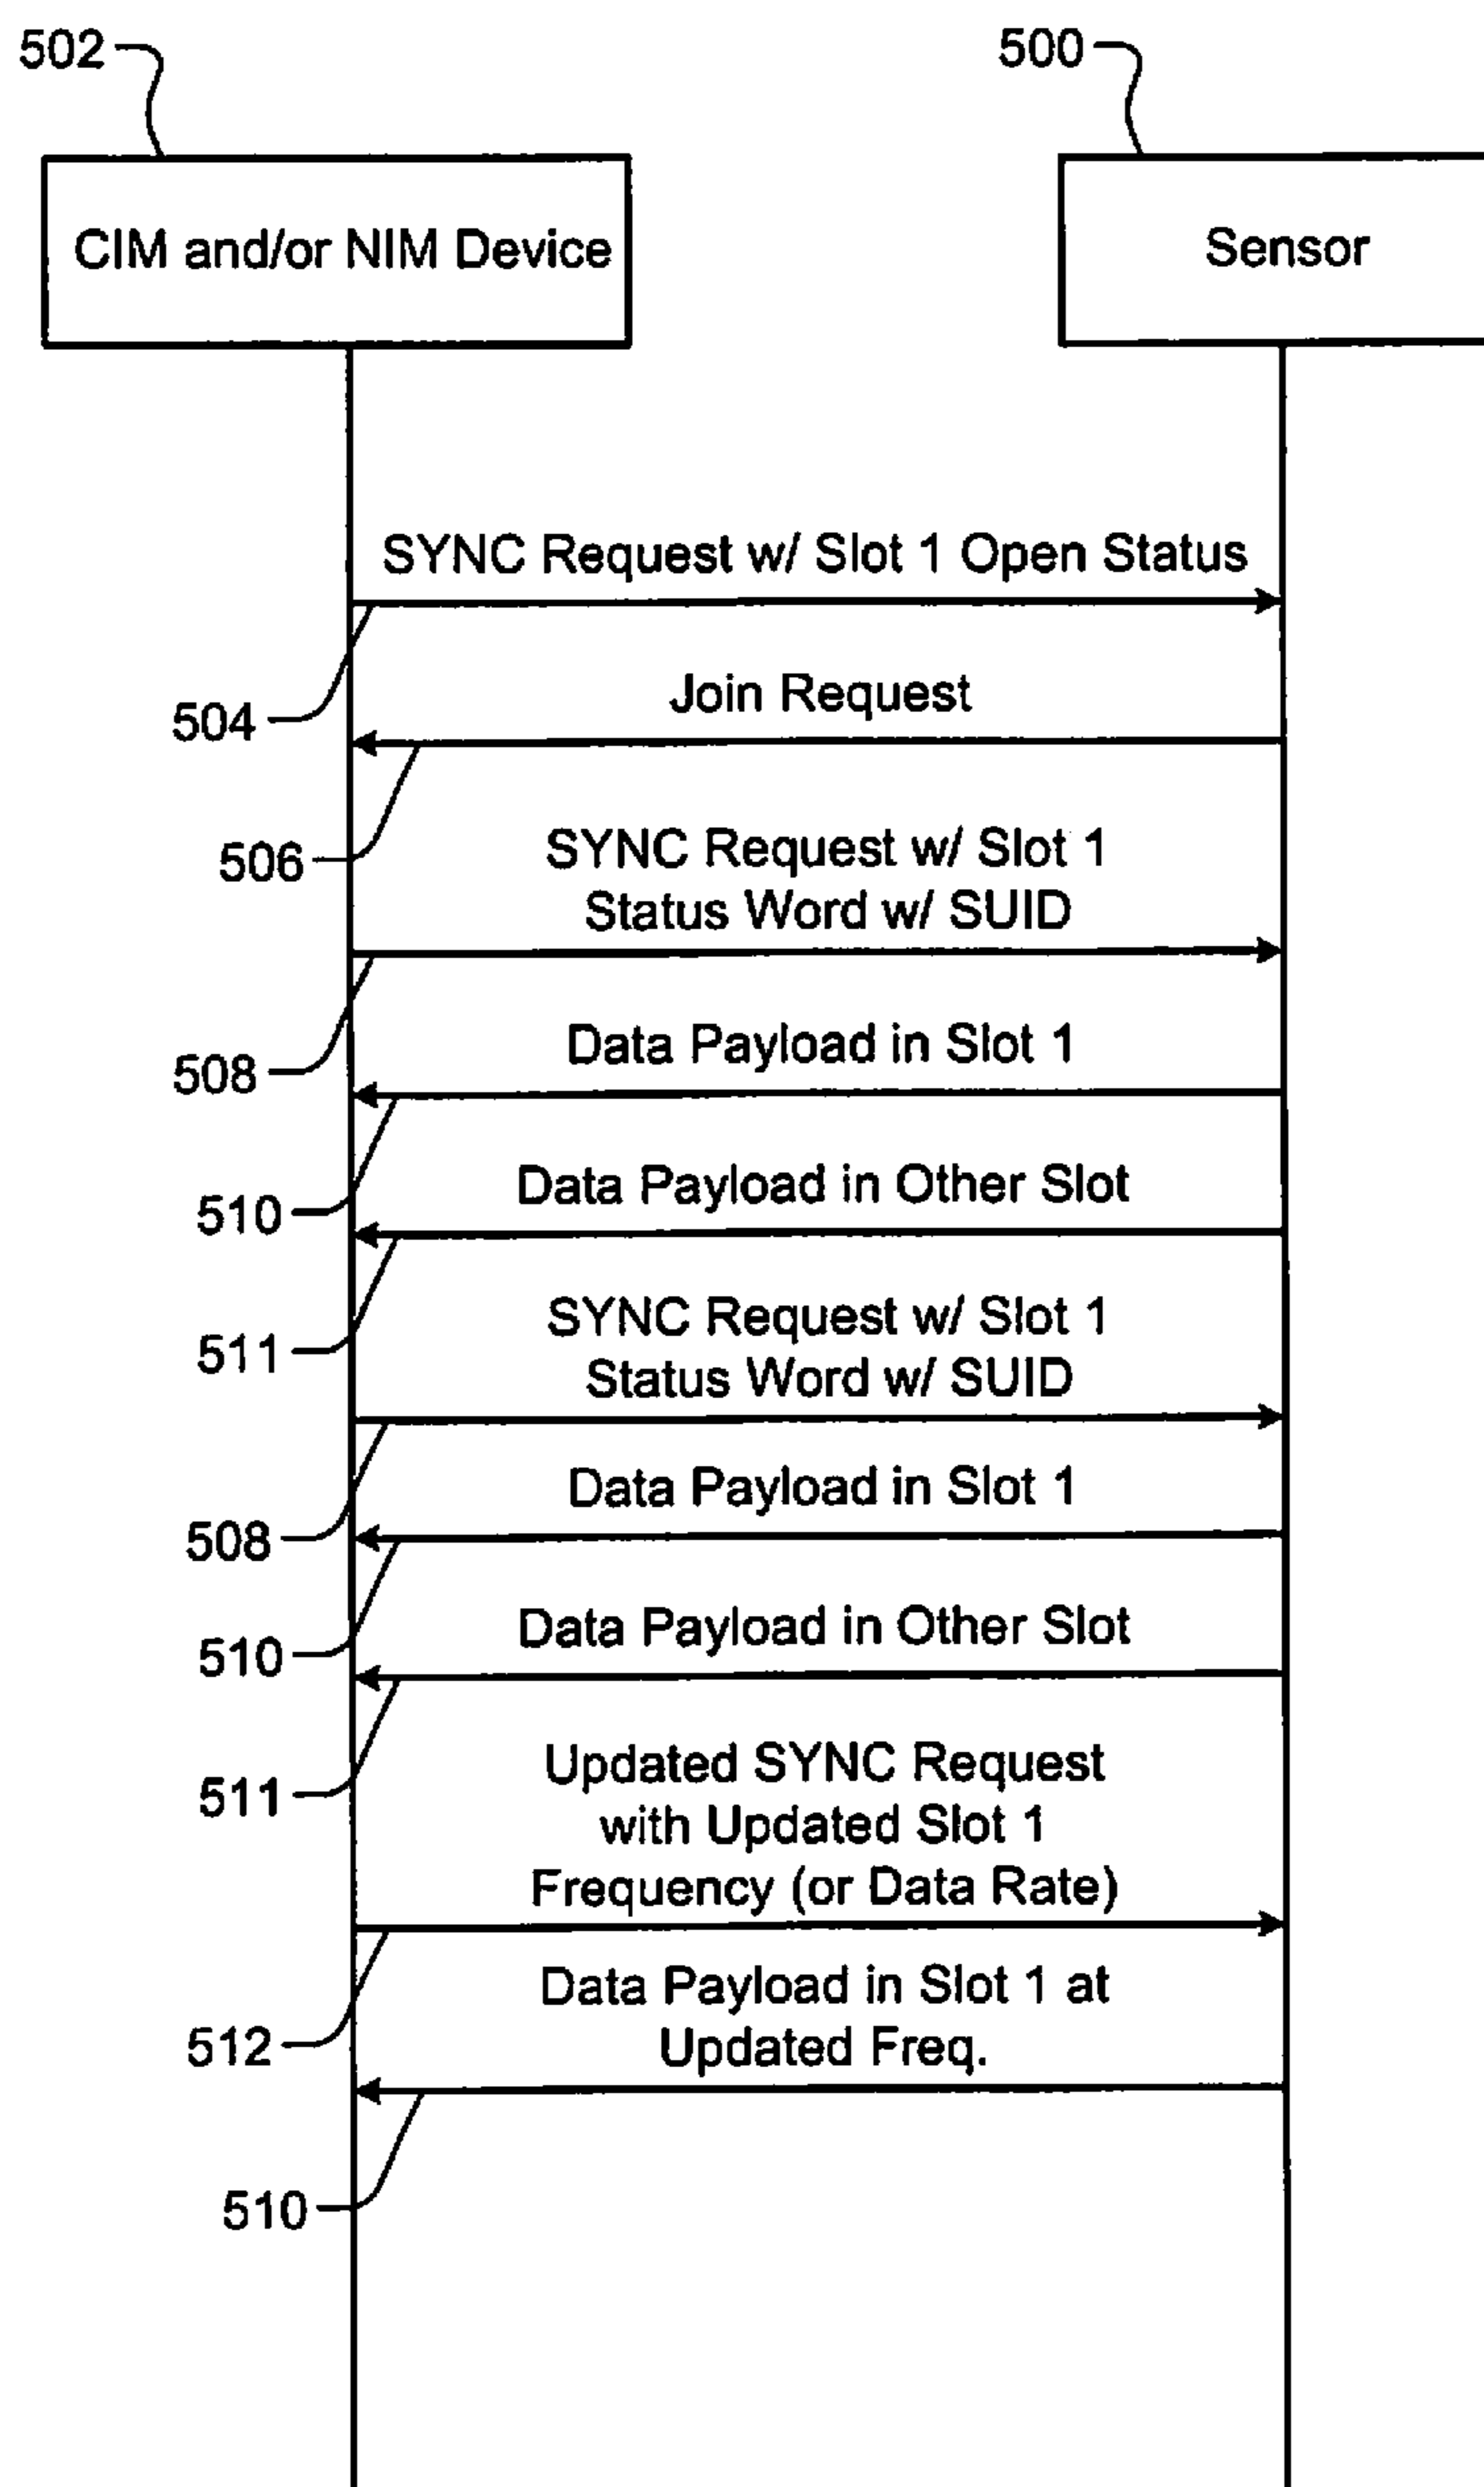 502
500
CIM and/or NIM Device
Sensor
SYNC Request w/ Slot 1 Open Status
504
Join Request
506
SYNC Request w/ Slot 1
Status Word w/ SUID
508
Data Payload in Slot 1
510
Data Payload in Other Slot
511
SYNC Request w/ Slot 1
Status Word w/ SUID
508
Data Payload in Slot 1
510
Data Payload in Other Slot
511
Updated SYNC Request
with Updated Slot 1
Frequency (or Data Rate)
512
Data Payload in Slot 1 at
Updated Freq.
510